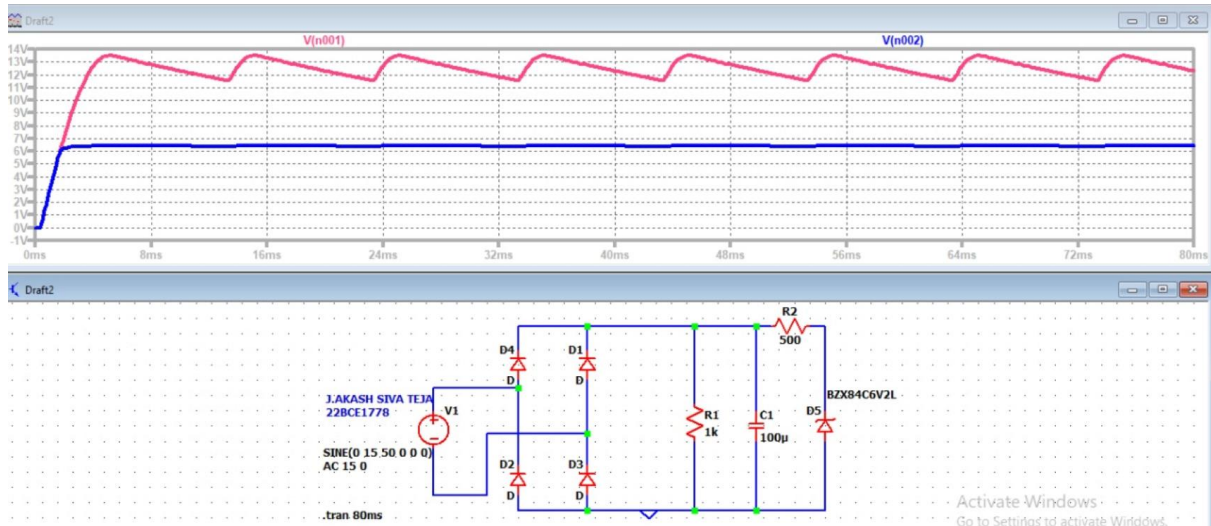 Draft2
V(n001) V(n002)
14V
13V
12V
11V
10V
9V
8V
7V
6V
5V
4V
3V
2V
1V
0V
-1V
0ms 8ms 16ms 24ms 32ms 40ms 48ms 56ms 64ms 72ms 80ms
Draft2
R2
500
D4 D1
D D
J.AKASH SIVA TEJA
22BCE1778
V1
BZX84C6V2L
R1 C1 D5
1k 100µ
SINE(0 15 50 0 0 0)
AC 15 0
D2 D3
D D
.tran 80ms
Activate Windows
Go to Settings to activate Windows.